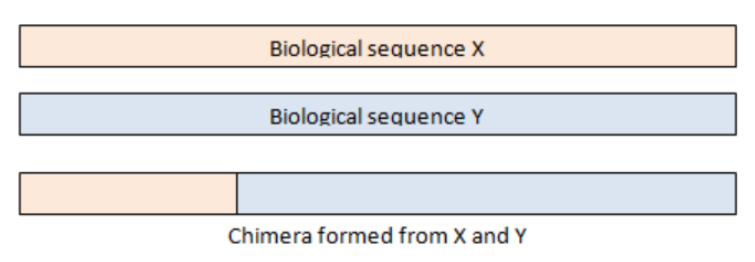 Biological sequence X
Biological sequence Y
Chimera formed from X and Y